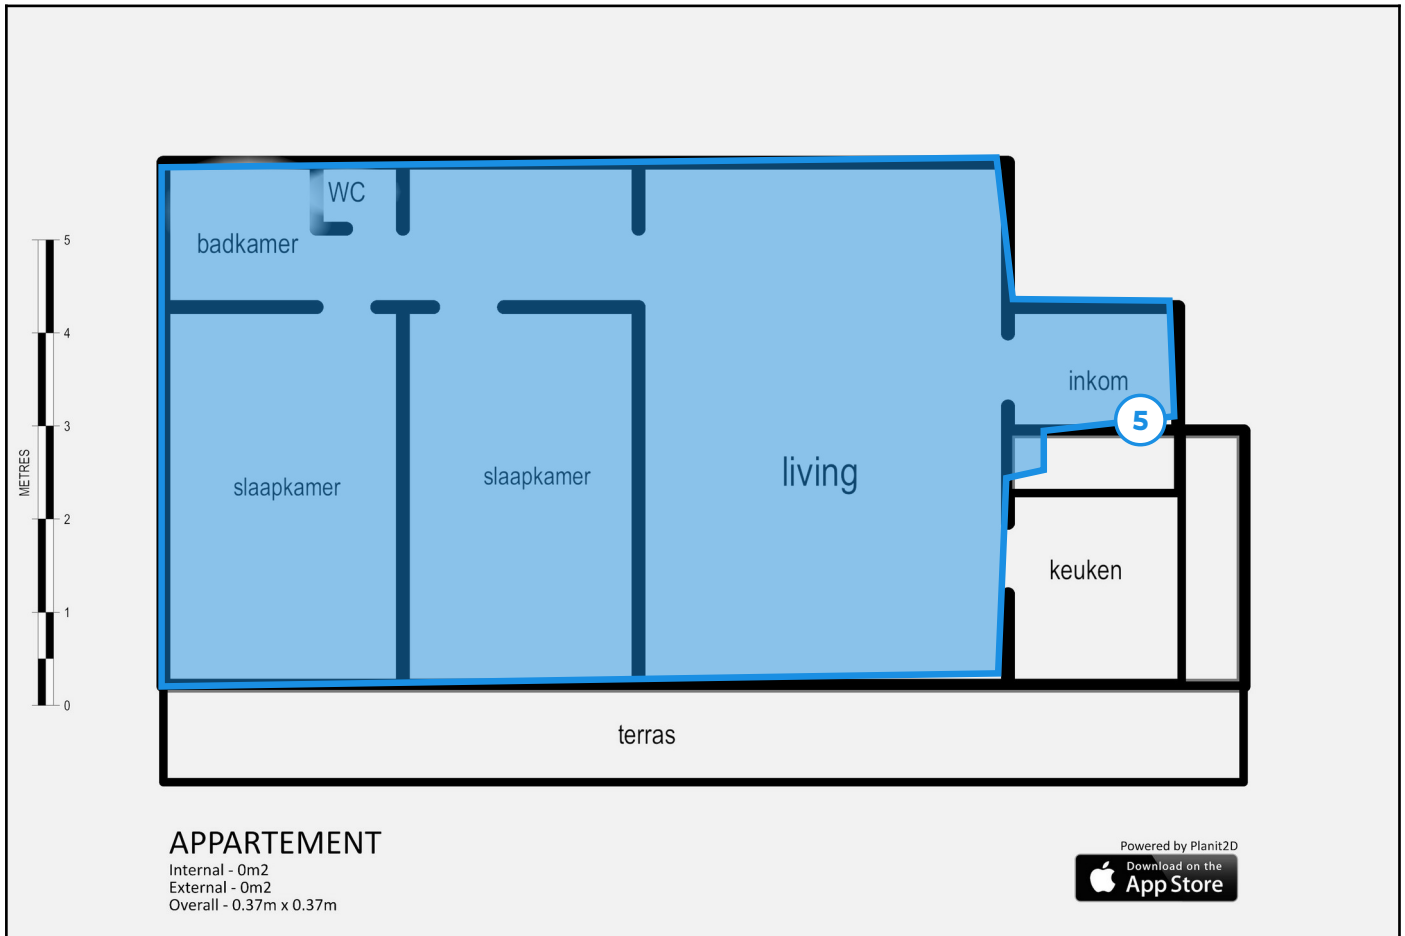 WC
badkamer
5
4
inkom
3
5
living
slaapkamer
slaapkamer
METRES
2
keuken
1
0
terras
APPARTEMENT
Internal - 0m2
External - 0m2
Overall - 0.37m x 0.37m
Powered by Planit2D
Download on the
App Store